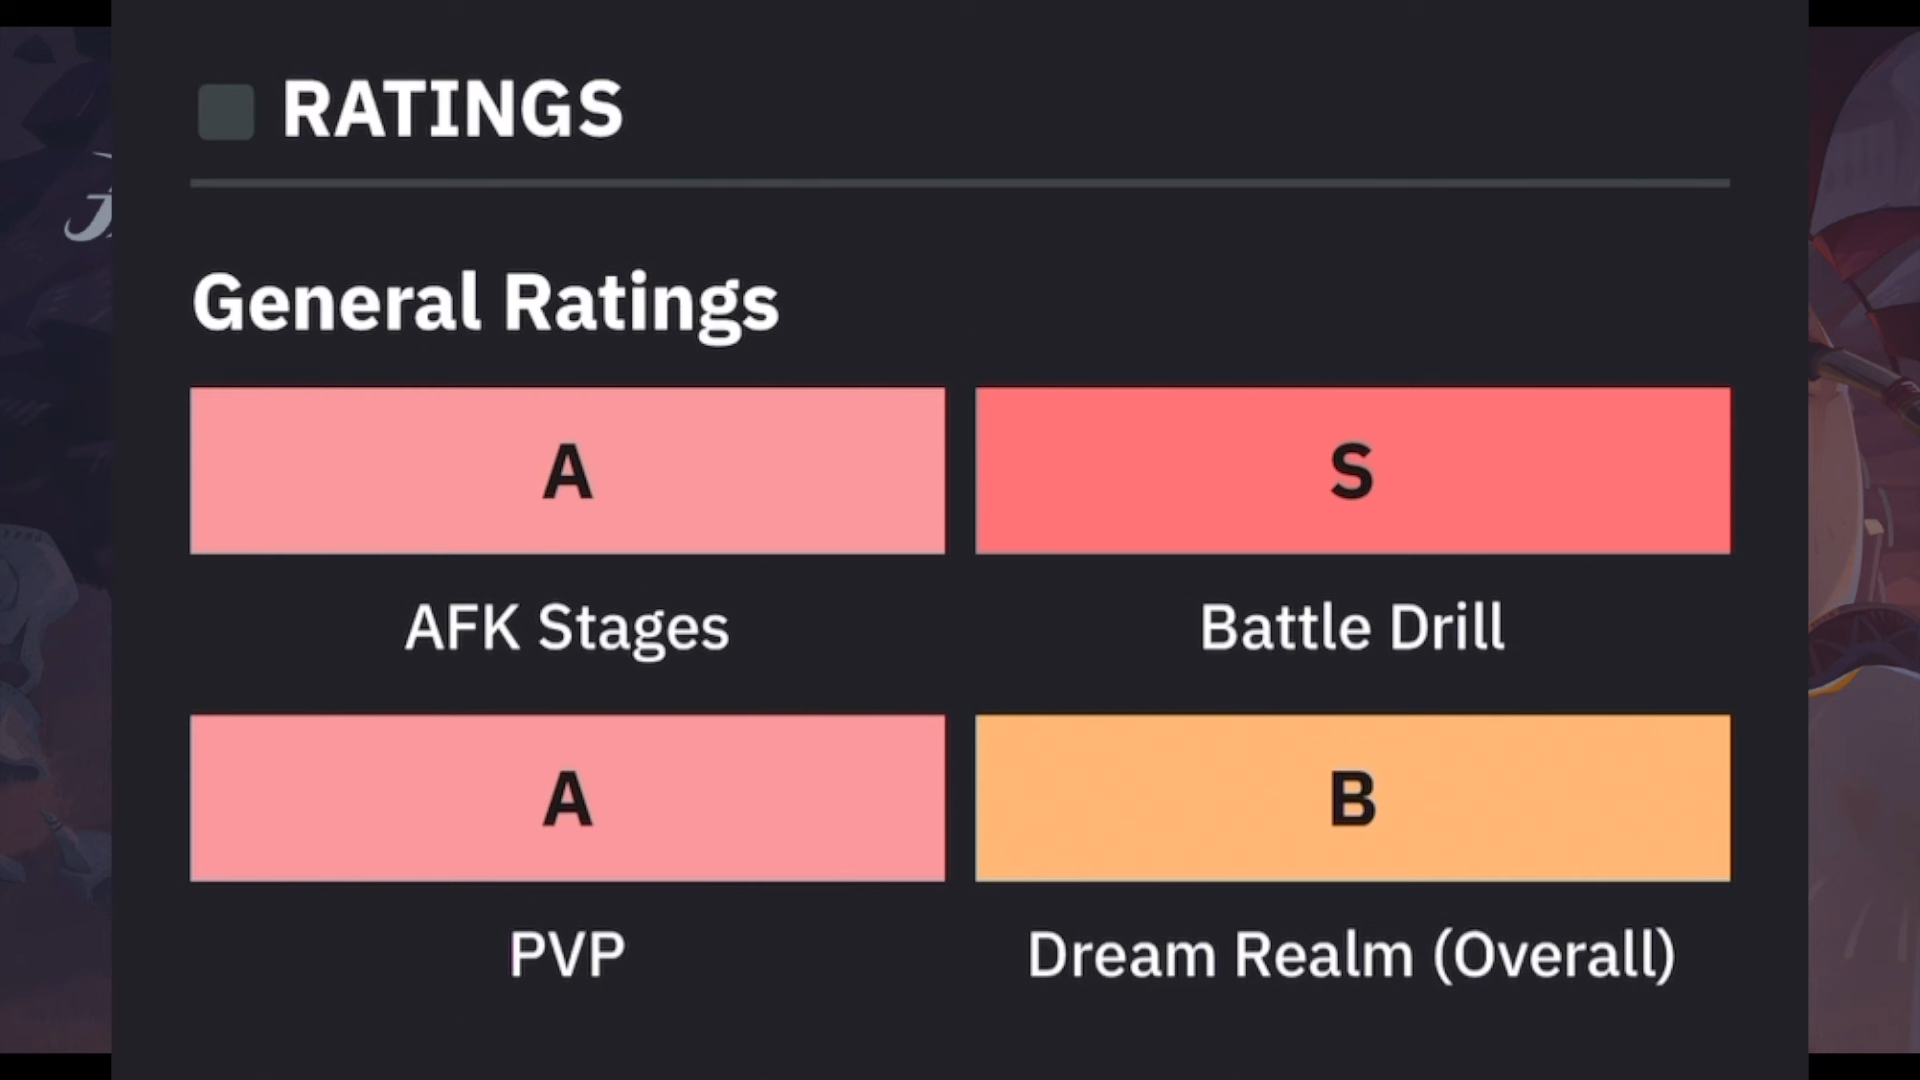 RATINGS
General Ratings
A
S
AFK Stages
Battle Drill
A
B
PVP
Dream Realm (Overall)